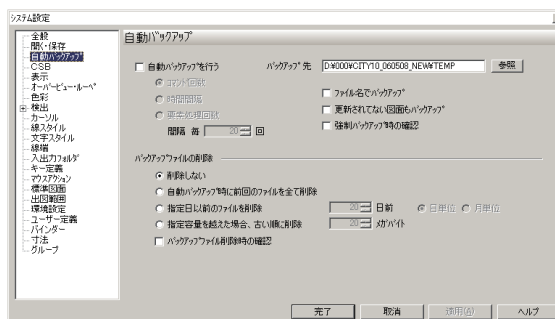 システム設定
全般
開く・保存
自動バックアップ
CSB
表示
オーバービュー・ルーペ
色彩
検出
カーソル
線スタイル
文字スタイル
線端
入出力フォルダ
キー定義
マウスアクション
標準図面
出図範囲
環境設定
ユーザー定義
バインダー
寸法
グループ
自動バックアップ
自動バックアップを行う
バックアップ先 D:¥000¥CITY10_060508_NEW¥TEMP 参照
コマンド回数
時間間隔
要素処理回数
間隔 毎 20 回
ファイル名でバックアップ
更新されてない図面もバックアップ
強制バックアップ時の確認
バックアップファイルの削除
削除しない
自動バックアップ時に前回のファイルを全て削除
指定日以前のファイルを削除 20 日前 日単位 月単位
指定容量を越えた場合、古い順に削除 20 メガバイト
バックアップファイル削除時の確認
完了 取消 適用(A) ヘルプ